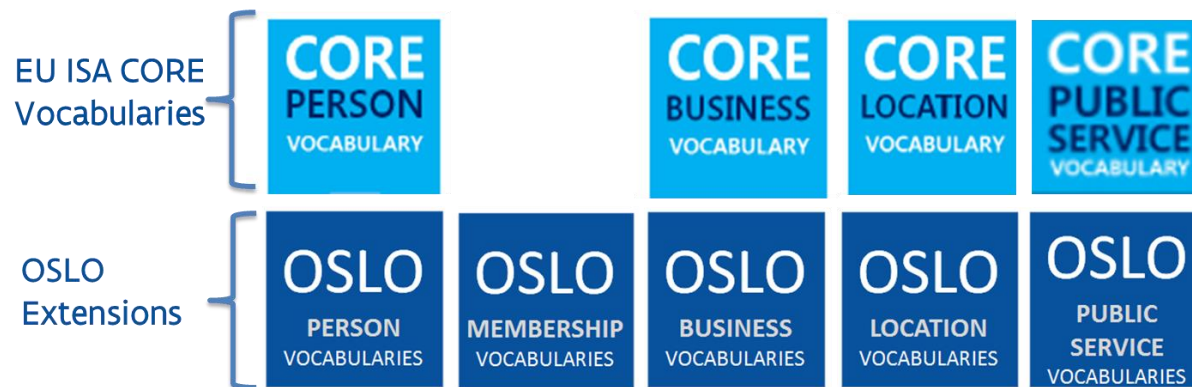 EU ISA CORE
Vocabularies
CORE
PERSON
VOCABULARY
CORE
BUSINESS
VOCABULARY
CORE
LOCATION
VOCABULARY
CORE
PUBLIC
SERVICE
VOCABULARY
OSLO
Extensions
OSLO
PERSON
VOCABULARIES
OSLO
MEMBERSHIP
VOCABULARIES
OSLO
BUSINESS
VOCABULARIES
OSLO
LOCATION
VOCABULARIES
OSLO
PUBLIC
SERVICE
VOCABULARIES